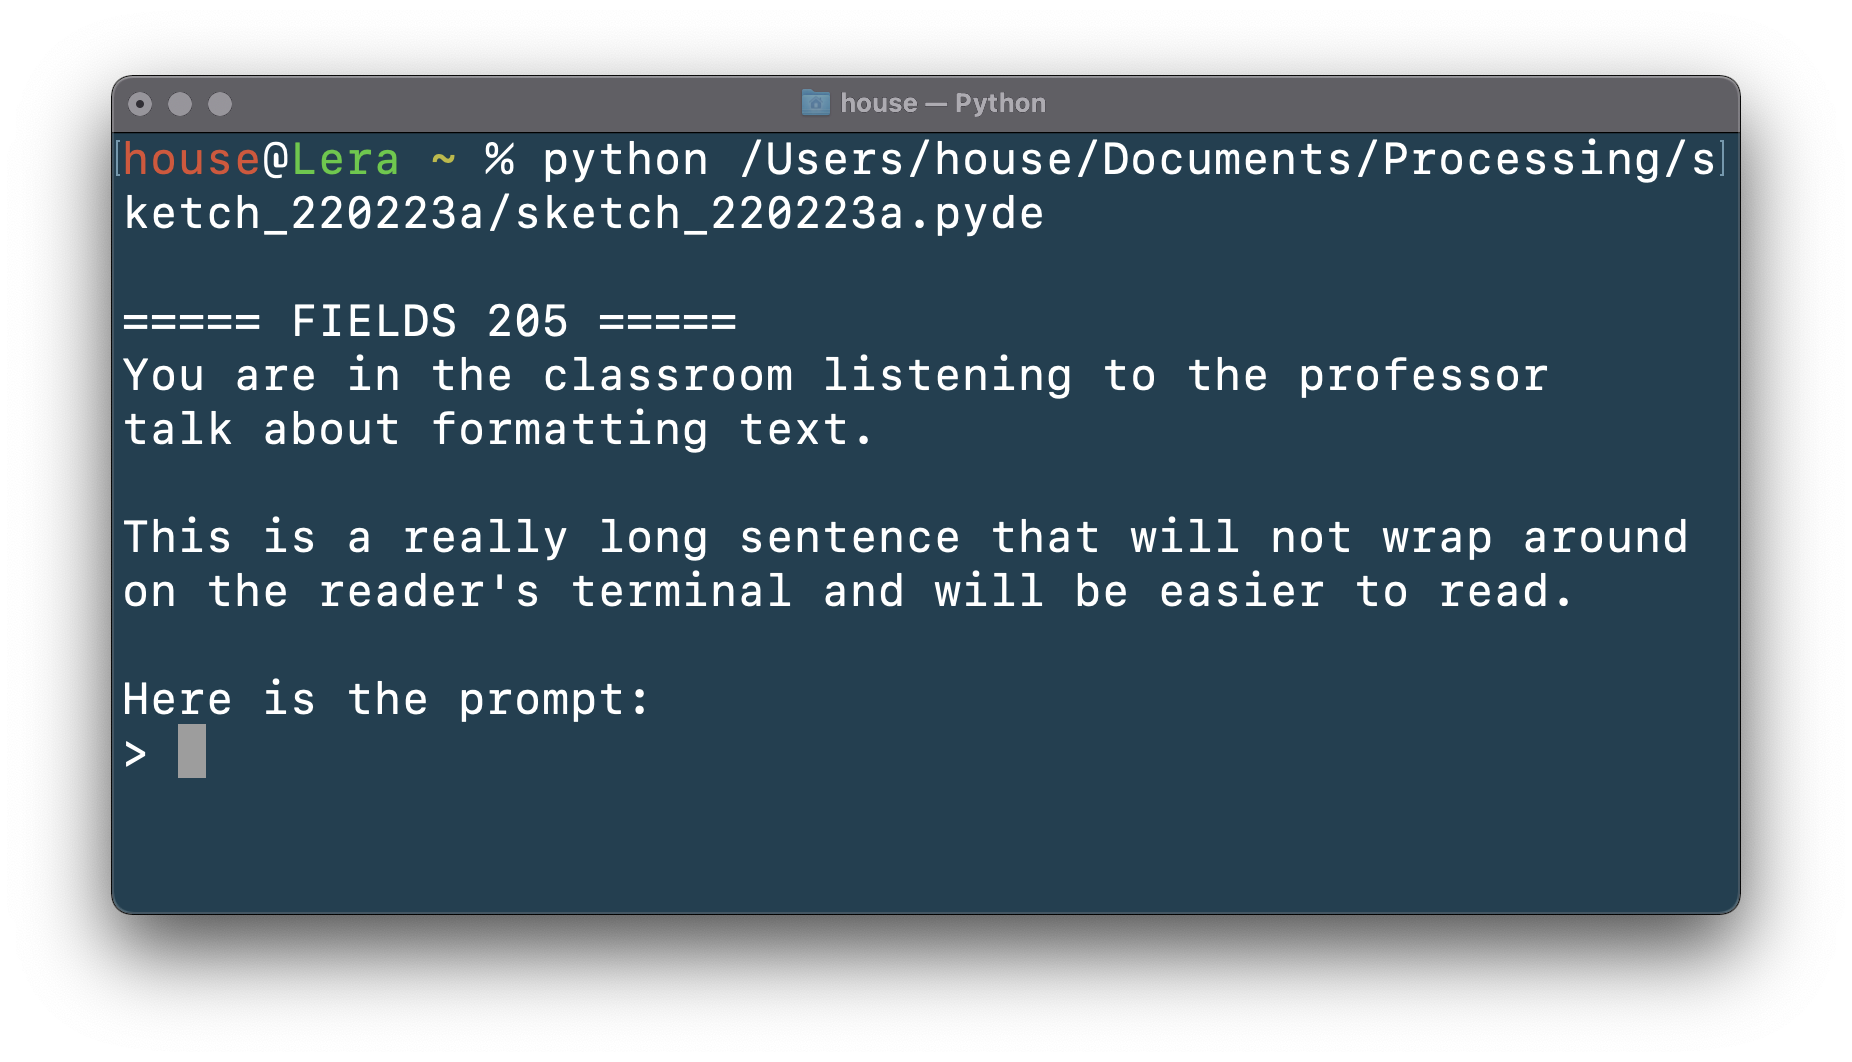 house — Python
[house@Lera ~ % python /Users/house/Documents/Processing/s]
ketch_220223a/sketch_220223a.pyde
===== FIELDS 205 =====
You are in the classroom listening to the professor
talk about formatting text.
This is a really long sentence that will not wrap around
on the reader's terminal and will be easier to read.
Here is the prompt:
>